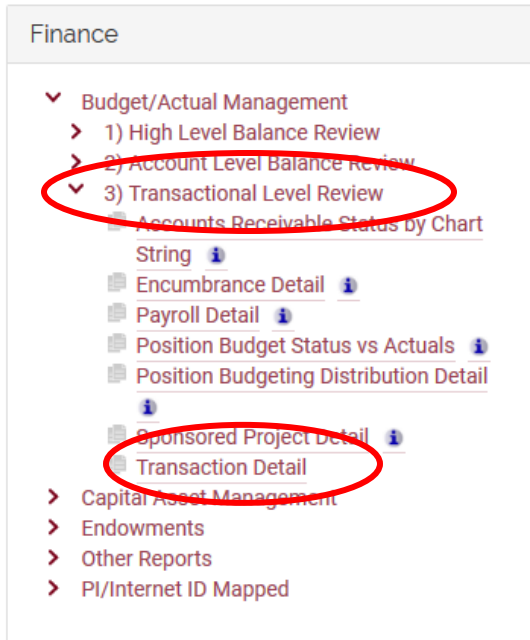 Finance
Budget/Actual Management
1) High Level Balance Review
2) Account Level Balance Review
3) Transactional Level Review
Accounts Receivable Status by Chart
String
Encumbrance Detail
Payroll Detail
Position Budget Status vs Actuals
Position Budgeting Distribution Detail
Sponsored Project Detail
Transaction Detail
Capital Asset Management
Endowments
Other Reports
PI/Internet ID Mapped